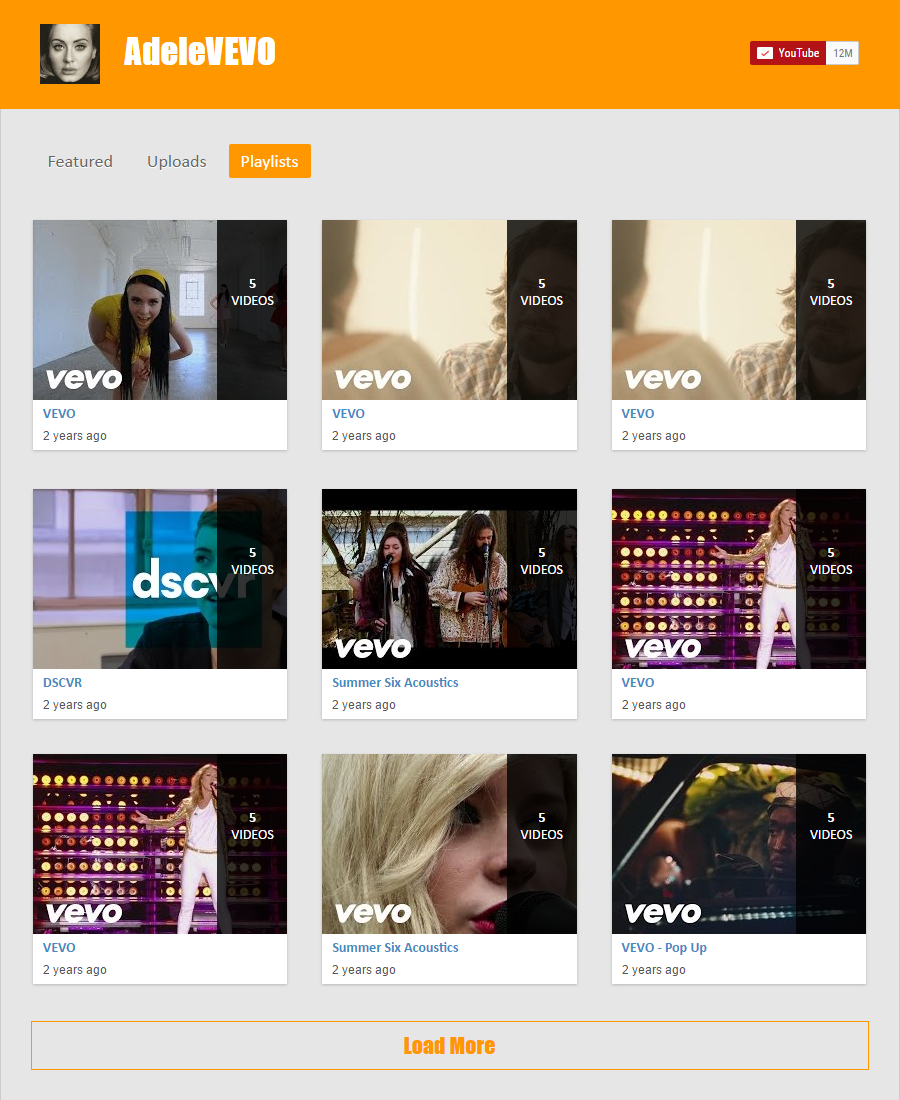 AdeleVEVO
YouTube 12M
Featured Uploads Playlists
5
VIDEOS
vevo
VEVO
2 years ago
5
VIDEOS
vevo
VEVO
2 years ago
5
VIDEOS
vevo
VEVO
2 years ago
5
VIDEOS
dscvr
DSCVR
2 years ago
5
VIDEOS
vevo
Summer Six Acoustics
2 years ago
5
VIDEOS
vevo
VEVO
2 years ago
5
VIDEOS
vevo
VEVO
2 years ago
5
VIDEOS
vevo
Summer Six Acoustics
2 years ago
5
VIDEOS
vevo
VEVO - Pop Up
2 years ago
Load More